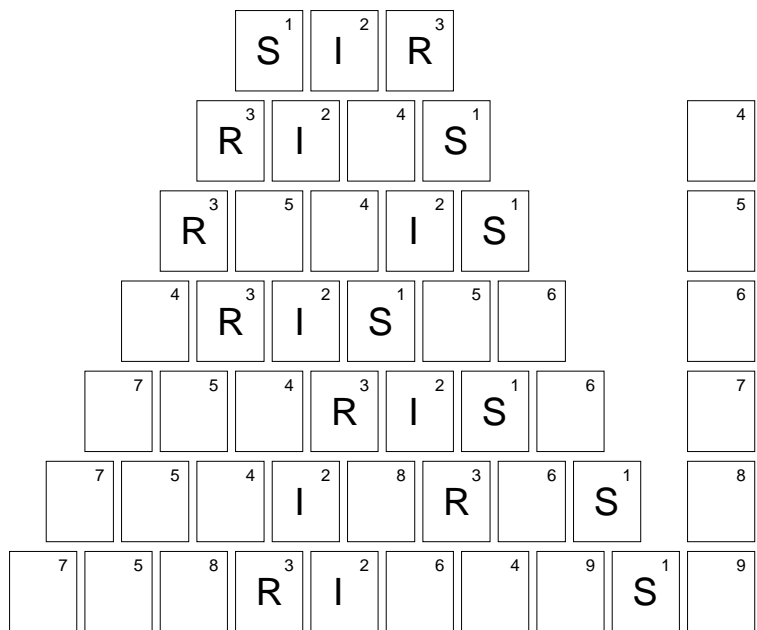 S 1 I 2 R 3
R 3 I 2 4 S 1 4
R 3 5 4 I 2 S 1 5
4 R 3 I 2 S 1 5 6 6
7 5 4 R 3 I 2 S 1 6 7
7 5 4 I 2 8 R 3 6 S 1 8
7 5 8 R 3 I 2 6 4 9 S 1 9